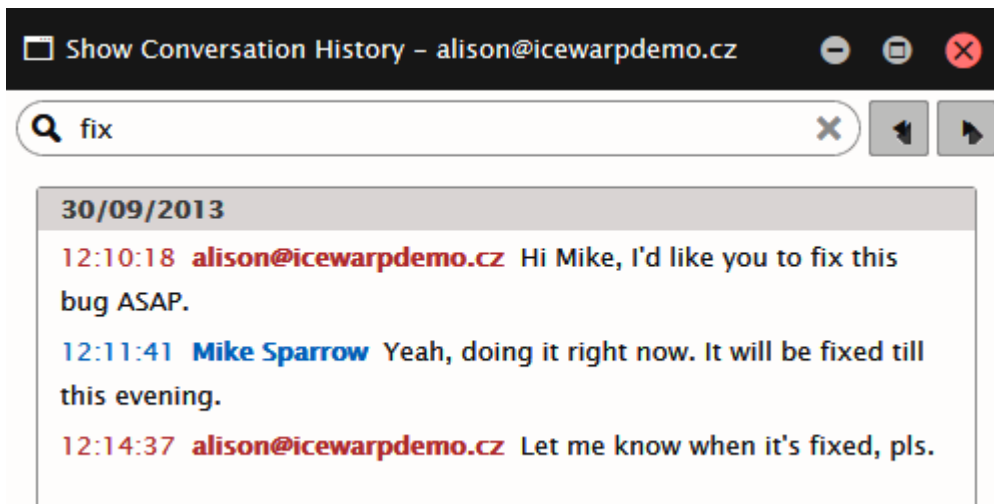 Show Conversation History – alison@icewarpdemo.cz
fix
30/09/2013
12:10:18 alison@icewarpdemo.cz Hi Mike, I'd like you to fix this
bug ASAP.
12:11:41 Mike Sparrow Yeah, doing it right now. It will be fixed till
this evening.
12:14:37 alison@icewarpdemo.cz Let me know when it's fixed, pls.